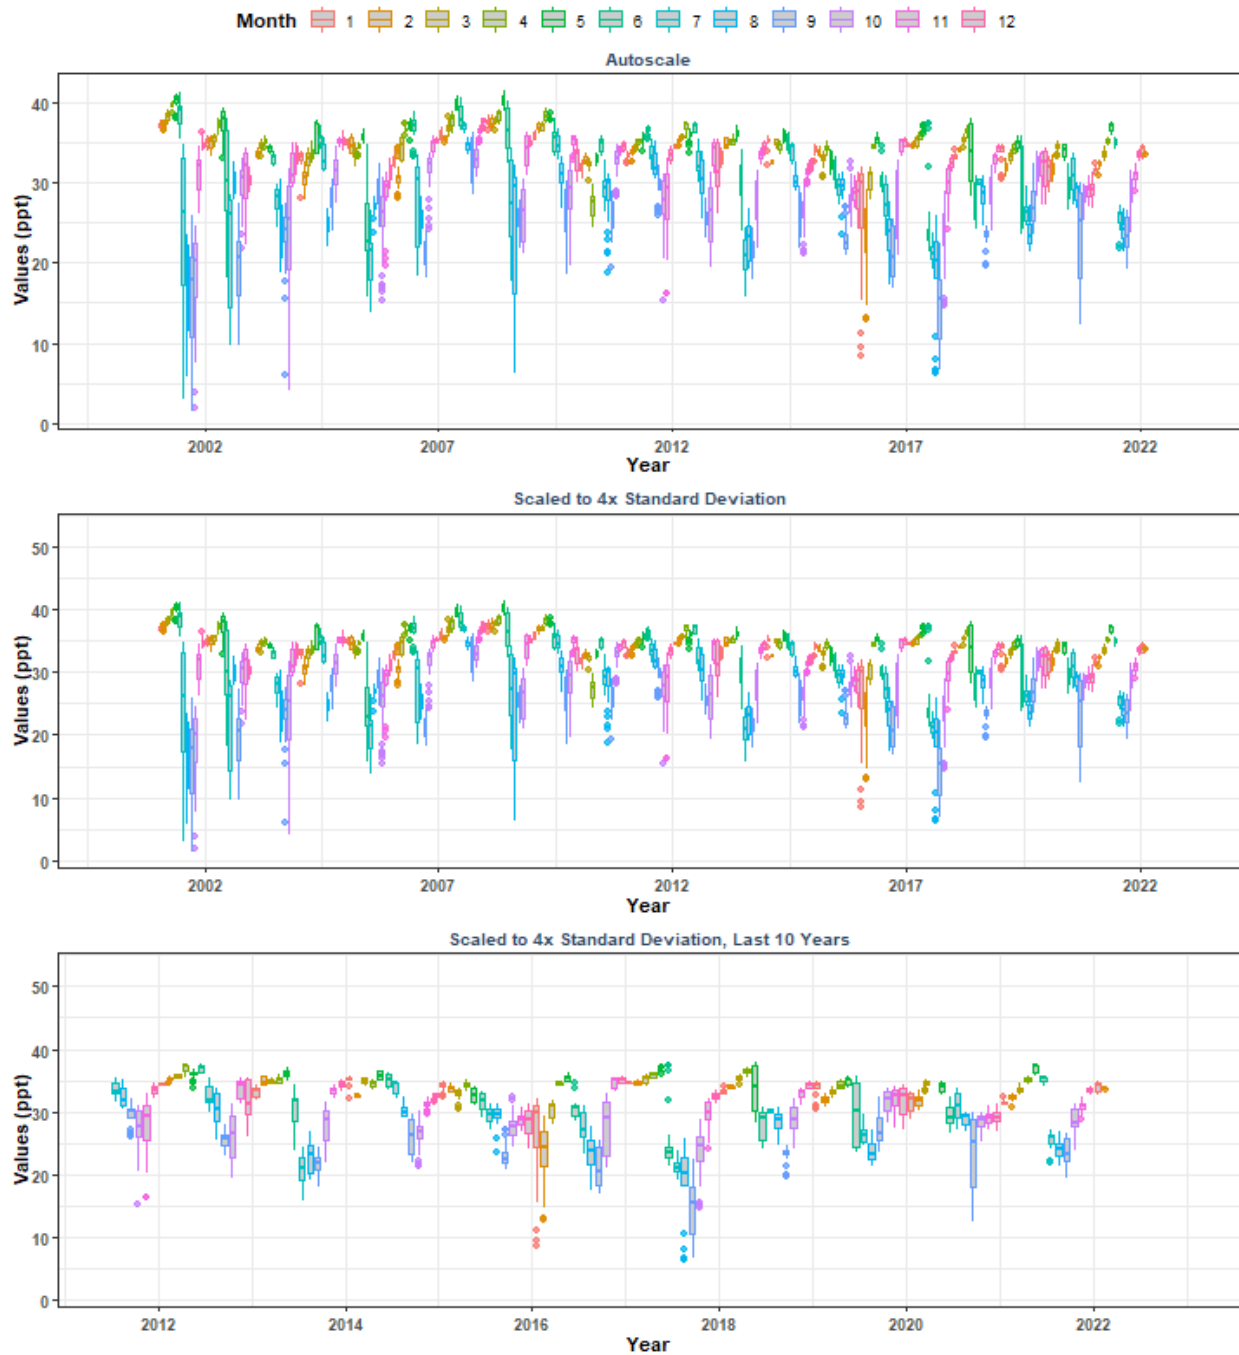 Month 1 2 3 4 5 6 7 8 9 10 11 12
Autoscale
Values (ppt)
40
30
20
10
0
2002 2007 2012 2017 2022
Year
Scaled to 4x Standard Deviation
Values (ppt)
50
40
30
20
10
0
2002 2007 2012 2017 2022
Year
Scaled to 4x Standard Deviation, Last 10 Years
Values (ppt)
50
40
30
20
10
0
2012 2014 2016 2018 2020 2022
Year